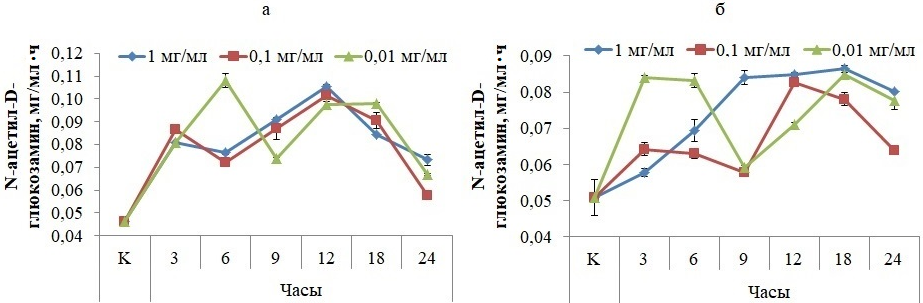 а
N-ацетил-D-
глюкозамин, мг/мл •ч
1 мг/мл 0,1 мг/мл 0,01 мг/мл
0,12
0,11
0,10
0,09
0,08
0,07
0,06
0,05
0,04
К 3 6 9 12 18 24
Часы
б
N-ацетил-D-
глюкозамин, мг/мл •ч
1 мг/мл 0,1 мг/мл 0,01 мг/мл
0,09
0,08
0,07
0,06
0,05
0,04
К 3 6 9 12 18 24
Часы